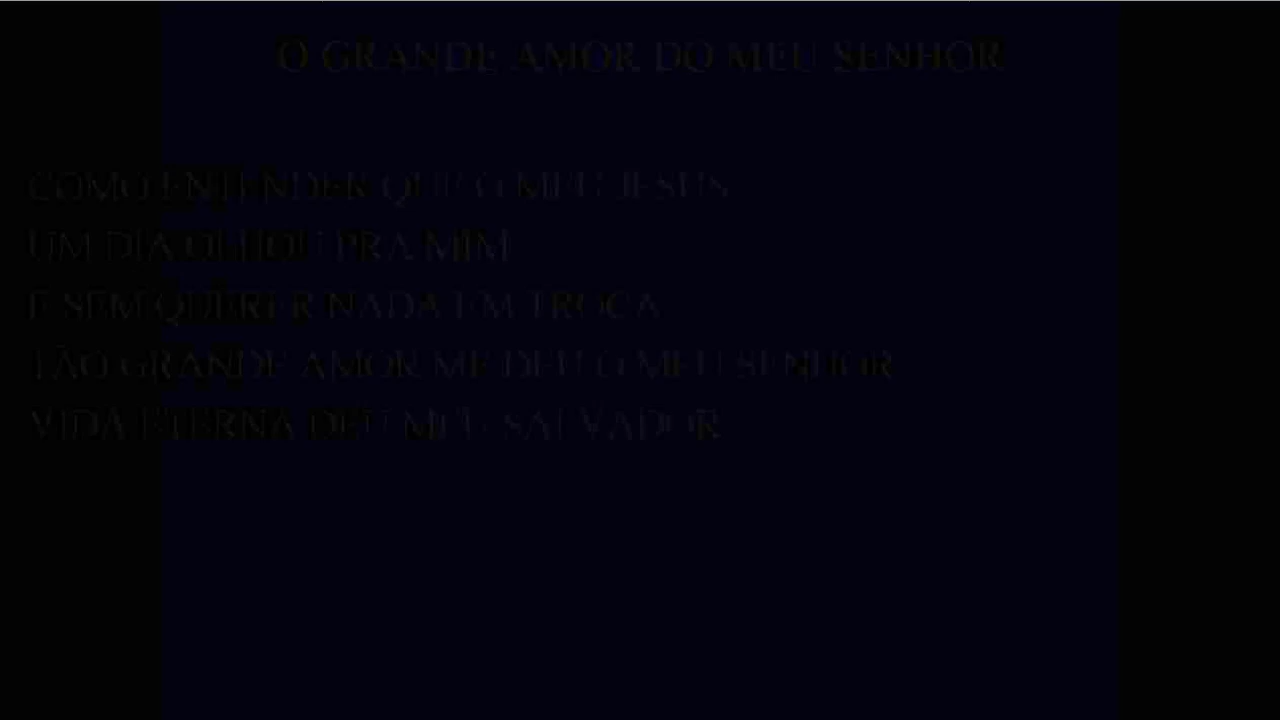 O GRANDE AMOR DO MEU SENHOR
COMO ENTENDER QUE O MEU JESUS
UM DIA OLHOU PRA MIM
E SEM QUERER NADA EM TROCA
TÃO GRANDE AMOR ME DEU O MEU SENHOR
VIDA ETERNA DEU MEU SALVADOR